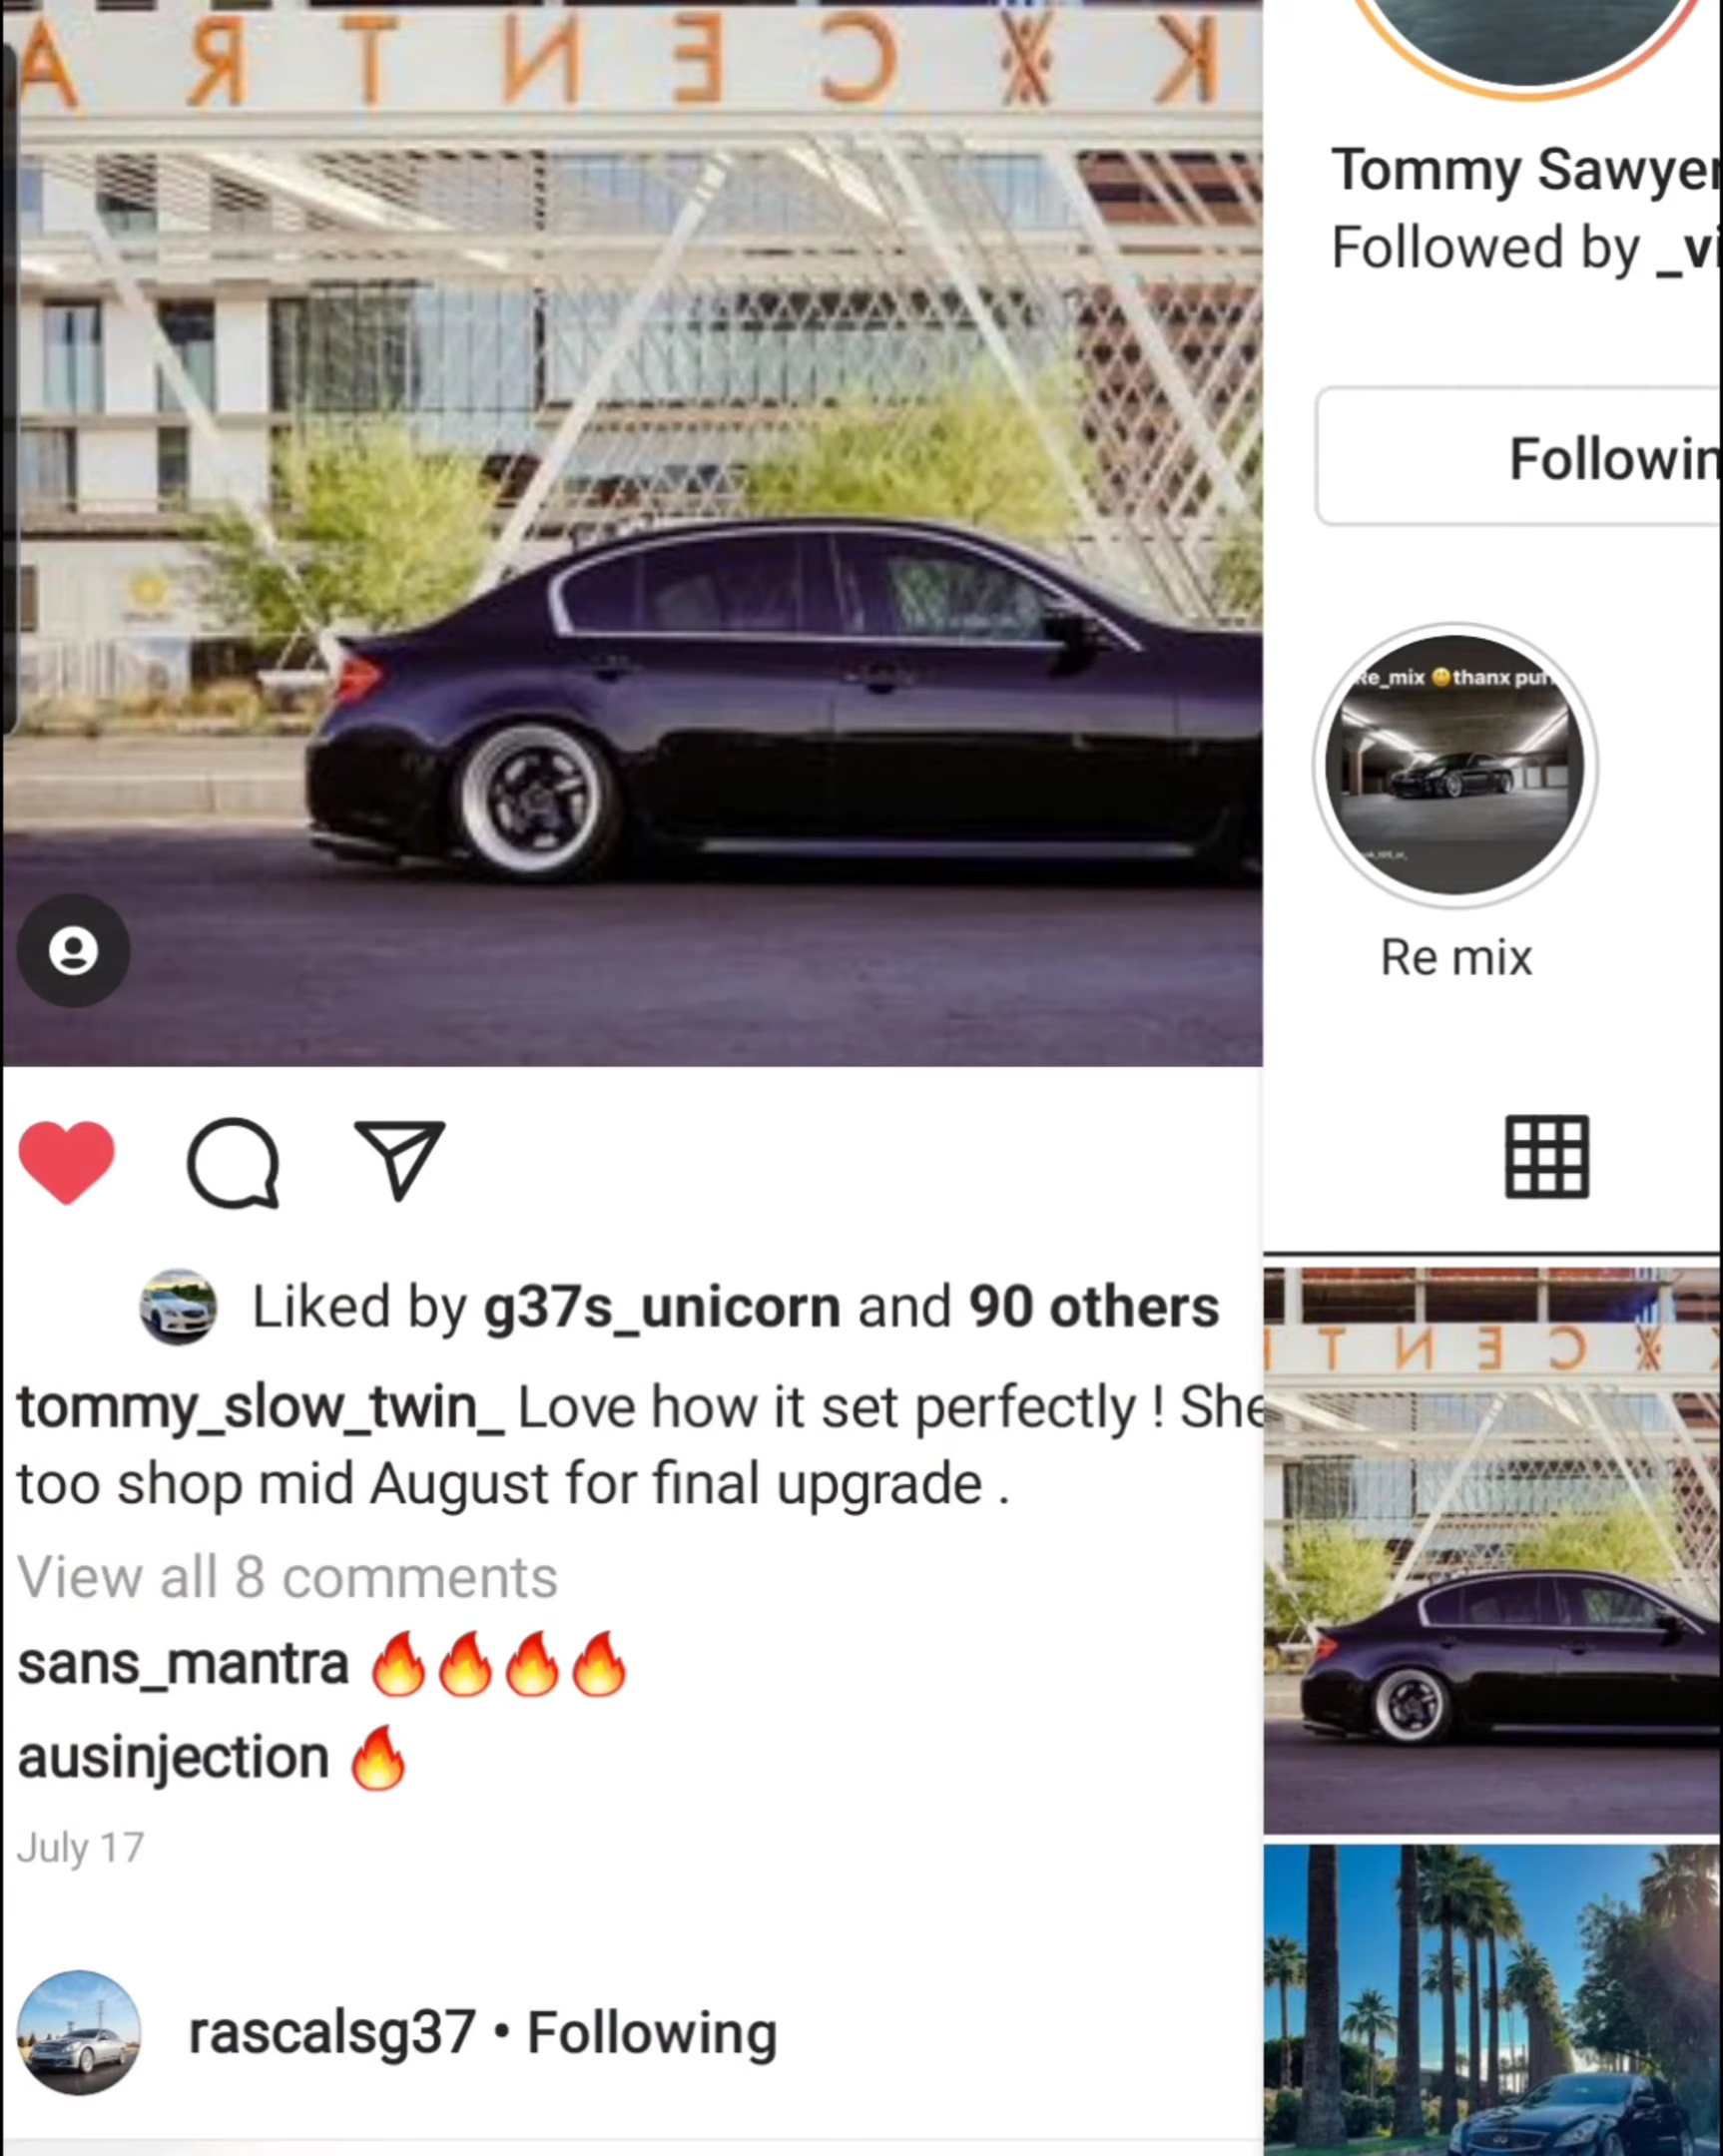 K X C E N T R A
Liked by g37s_unicorn and 90 others
tommy_slow_twin_ Love how it set perfectly ! She
too shop mid August for final upgrade .
View all 8 comments
sans_mantra 🔥🔥🔥🔥
ausinjection 🔥
July 17
rascalsg37 • Following
Tommy Sawyer
Followed by _vi
Followin
Re_mix 🙂thanx pun
Re mix
X C E N T